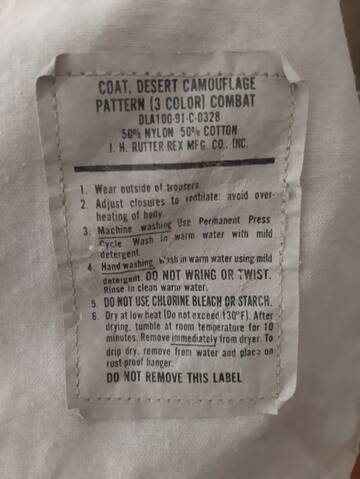 COAT, DESERT CAMOUFLAGE
PATTERN (3 COLOR) COMBAT
DLA100-91-C-0328
50% NYLON 50% COTTON
J. H. RUTTER REX MFG. CO., INC.
1. Wear outside of trousers.
2. Adjust closures to ventilate: avoid over-
heating of body.
3. Machine washing Use Permanent Press
Cycle Wash in warm water with mild
detergent.
4. Hand washing Wash in warm water using mild
detergent. DO NOT WRING OR TWIST.
Rinse in clean warm water.
5. DO NOT USE CHLORINE BLEACH OR STARCH.
6. Dry at low heat (Do not exceed 130°F). After
drying, tumble at room temperature for 10
minutes. Remove immediately from dryer. To
drip dry, remove from water and place on
rust-proof hanger.
DO NOT REMOVE THIS LABEL